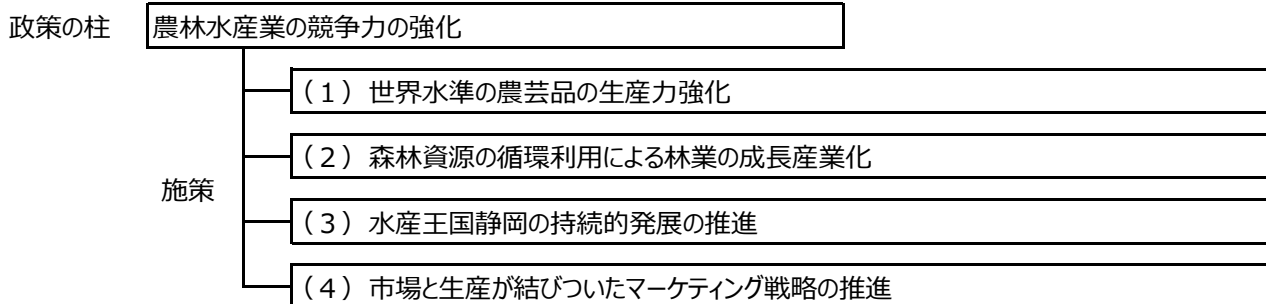 政策の柱 農林水産業の競争力の強化
（１）世界水準の農芸品の生産力強化
（２）森林資源の循環利用による林業の成長産業化
施策
（３）水産王国静岡の持続的発展の推進
（４）市場と生産が結びついたマーケティング戦略の推進